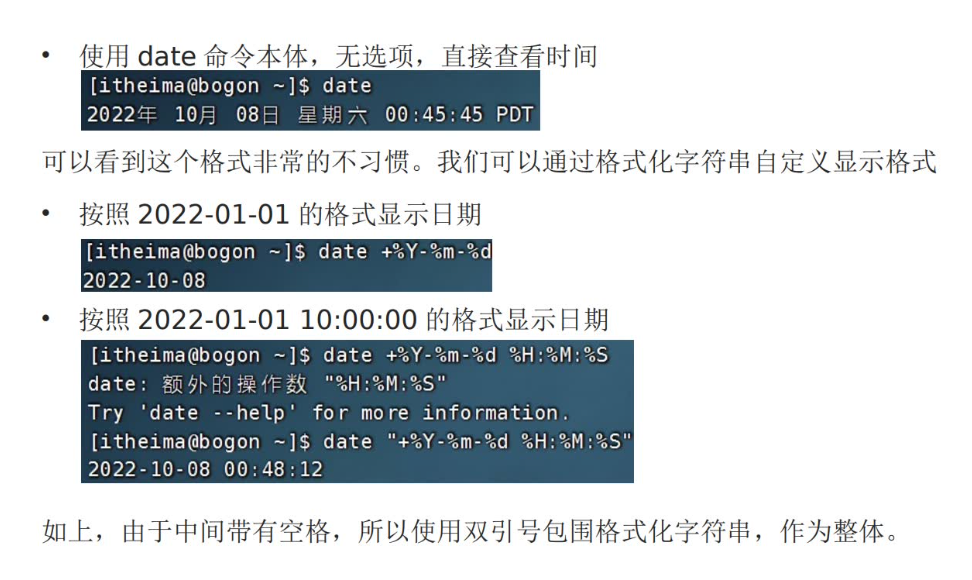 • 使用 date 命令本体，无选项，直接查看时间
[itheima@bogon ~]$ date
2022年 10月 08日 星期六 00:45:45 PDT
可以看到这个格式非常的不习惯。我们可以通过格式化字符串自定义显示格式
• 按照 2022-01-01 的格式显示日期
[itheima@bogon ~]$ date +%Y-%m-%d
2022-10-08
• 按照 2022-01-01 10:00:00 的格式显示日期
[itheima@bogon ~]$ date +%Y-%m-%d %H:%M:%S
date: 额外的操作数 "%H:%M:%S"
Try 'date --help' for more information.
[itheima@bogon ~]$ date "+%Y-%m-%d %H:%M:%S"
2022-10-08 00:48:12
如上，由于中间带有空格，所以使用双引号包围格式化字符串，作为整体。